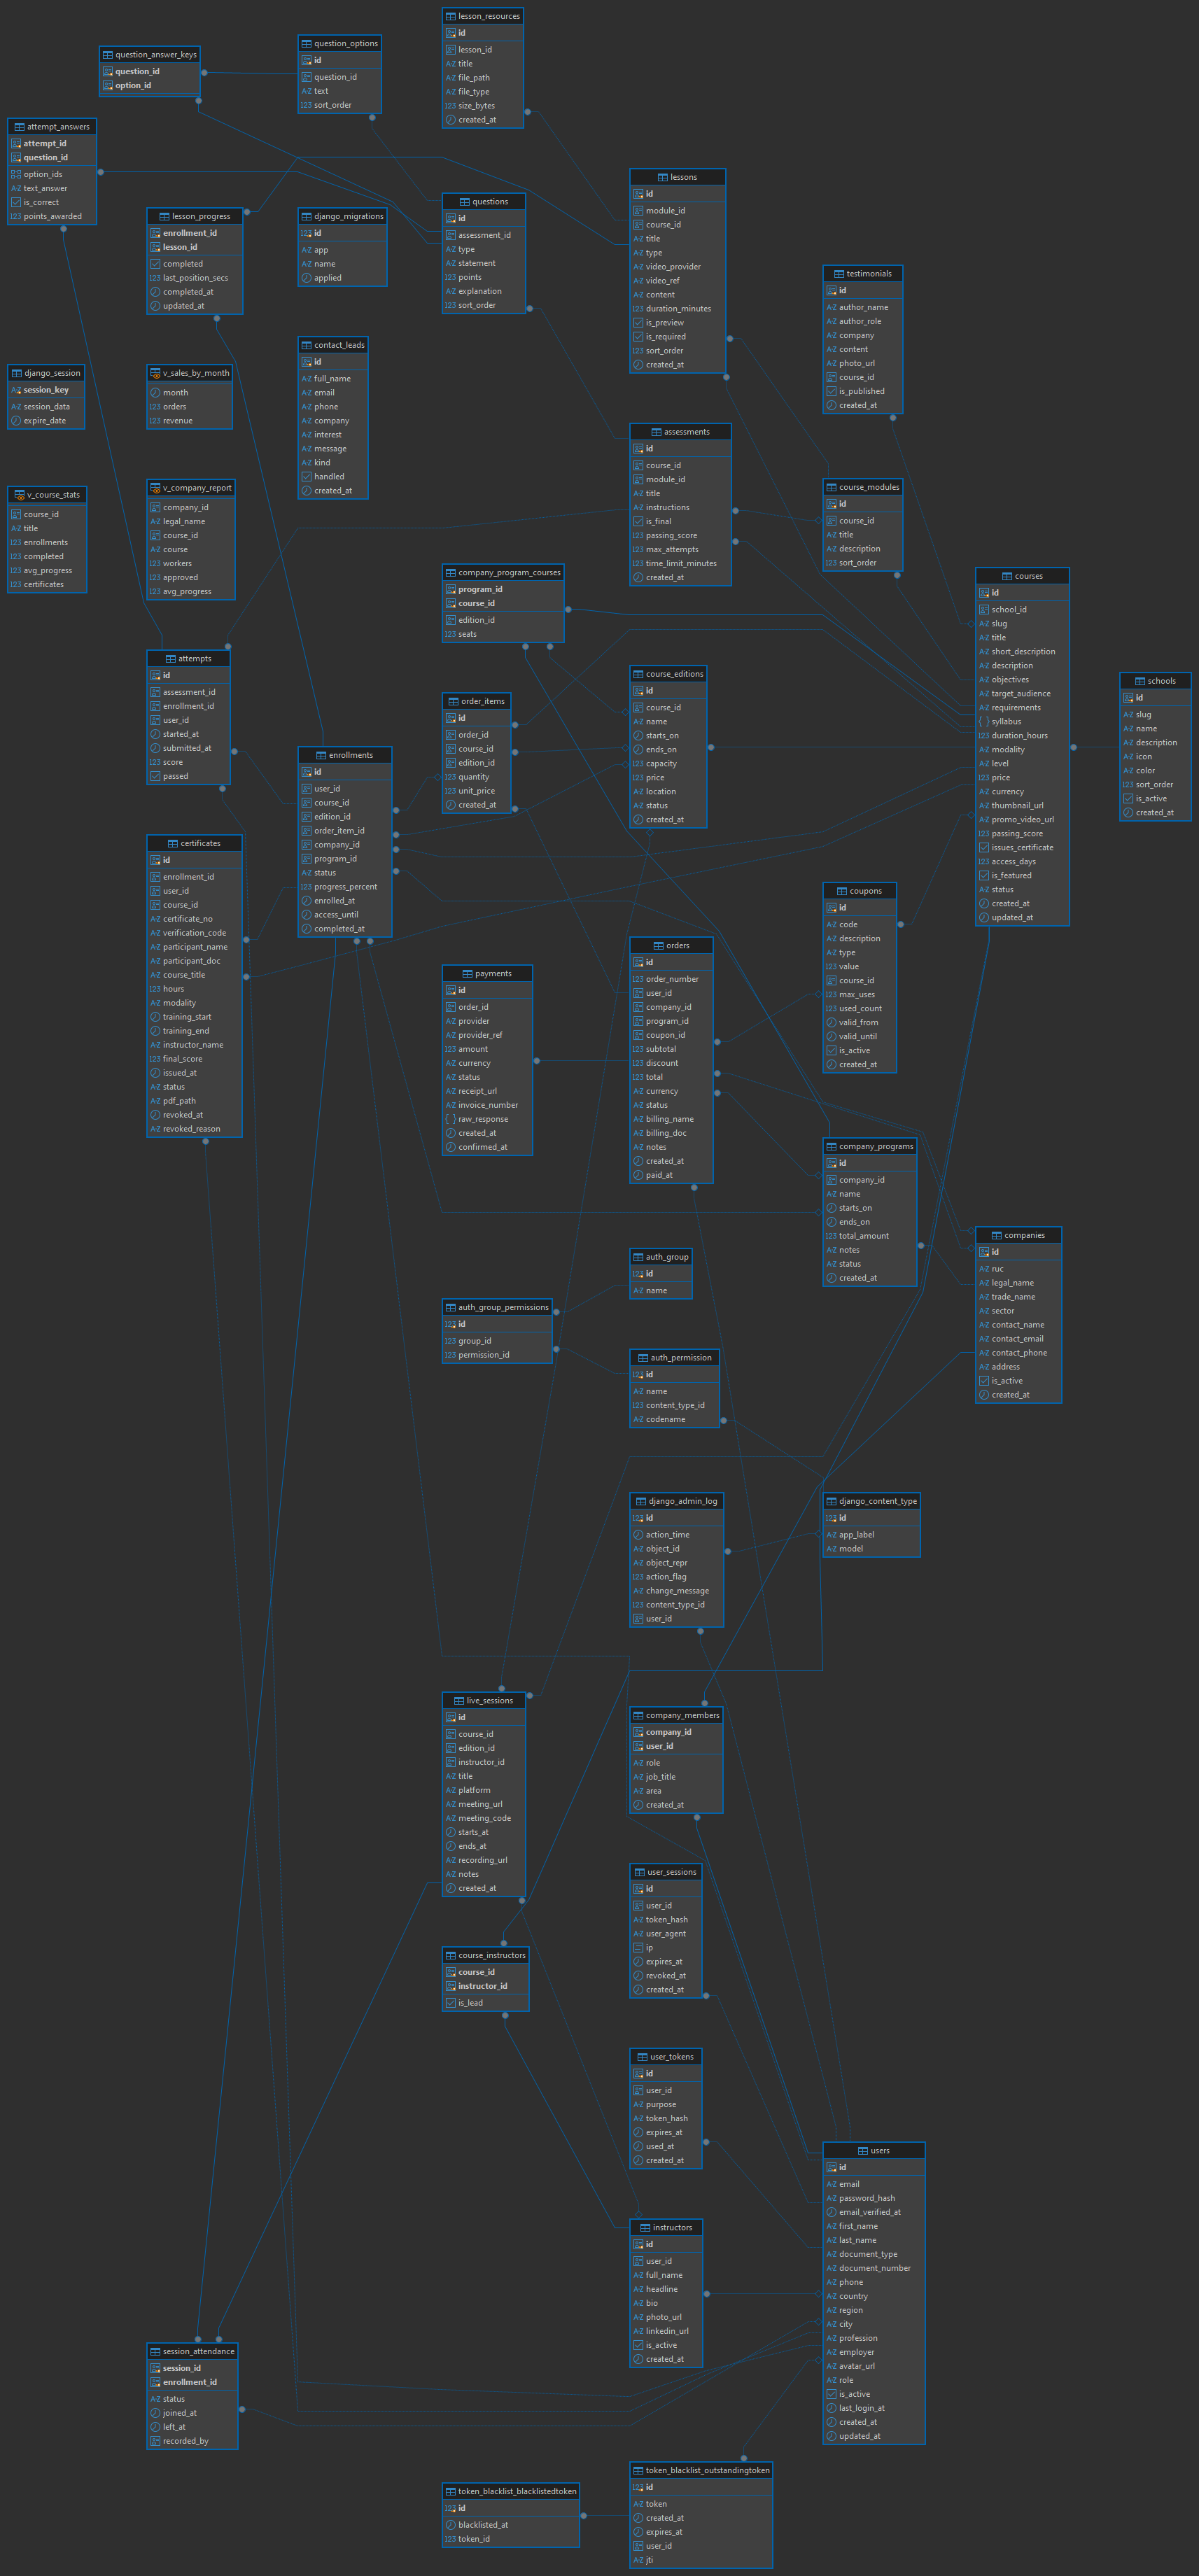 lesson_resources
id
lesson_id
title
file_path
file_type
size_bytes
created_at
question_options
id
question_id
text
sort_order
question_answer_keys
question_id
option_id
attempt_answers
attempt_id
question_id
option_ids
text_answer
is_correct
points_awarded
lessons
id
module_id
course_id
title
type
video_provider
video_ref
content
duration_minutes
is_preview
is_required
sort_order
created_at
questions
id
assessment_id
type
statement
points
explanation
sort_order
lesson_progress
enrollment_id
lesson_id
completed
last_position_secs
completed_at
updated_at
django_migrations
id
app
name
applied
testimonials
id
author_name
author_role
company
content
photo_url
course_id
is_published
created_at
contact_leads
id
full_name
email
phone
company
interest
message
kind
handled
created_at
django_session
session_key
session_data
expire_date
v_sales_by_month
month
orders
revenue
assessments
id
course_id
module_id
title
instructions
is_final
passing_score
max_attempts
time_limit_minutes
created_at
v_course_stats
course_id
title
enrollments
completed
avg_progress
certificates
v_company_report
company_id
legal_name
course_id
course
workers
approved
avg_progress
course_modules
id
course_id
title
description
sort_order
company_program_courses
program_id
course_id
edition_id
seats
courses
id
school_id
slug
title
short_description
description
objectives
target_audience
requirements
syllabus
duration_hours
modality
level
price
currency
thumbnail_url
promo_video_url
passing_score
issues_certificate
access_days
is_featured
status
created_at
updated_at
attempts
id
assessment_id
enrollment_id
user_id
started_at
submitted_at
score
passed
course_editions
id
course_id
name
starts_on
ends_on
capacity
price
location
status
created_at
schools
id
slug
name
description
icon
color
sort_order
is_active
created_at
order_items
id
order_id
course_id
edition_id
quantity
unit_price
created_at
enrollments
id
user_id
course_id
edition_id
order_item_id
company_id
program_id
status
progress_percent
enrolled_at
access_until
completed_at
certificates
id
enrollment_id
user_id
course_id
certificate_no
verification_code
participant_name
participant_doc
course_title
hours
modality
training_start
training_end
instructor_name
final_score
issued_at
status
pdf_path
revoked_at
revoked_reason
coupons
id
code
description
type
value
course_id
max_uses
used_count
valid_from
valid_until
is_active
created_at
orders
id
order_number
user_id
company_id
program_id
coupon_id
subtotal
discount
total
currency
status
billing_name
billing_doc
notes
created_at
paid_at
payments
id
order_id
provider
provider_ref
amount
currency
status
receipt_url
invoice_number
raw_response
created_at
confirmed_at
company_programs
id
company_id
name
starts_on
ends_on
total_amount
notes
status
created_at
companies
id
ruc
legal_name
trade_name
sector
contact_name
contact_email
contact_phone
address
is_active
created_at
auth_group
id
name
auth_group_permissions
id
group_id
permission_id
auth_permission
id
name
content_type_id
codename
django_admin_log
id
action_time
object_id
object_repr
action_flag
change_message
content_type_id
user_id
django_content_type
id
app_label
model
live_sessions
id
course_id
edition_id
instructor_id
title
platform
meeting_url
meeting_code
starts_at
ends_at
recording_url
notes
created_at
company_members
company_id
user_id
role
job_title
area
created_at
user_sessions
id
user_id
token_hash
user_agent
ip
expires_at
revoked_at
created_at
course_instructors
course_id
instructor_id
is_lead
user_tokens
id
user_id
purpose
token_hash
expires_at
used_at
created_at
users
id
email
password_hash
email_verified_at
first_name
last_name
document_type
document_number
phone
country
region
city
profession
employer
avatar_url
role
is_active
last_login_at
created_at
updated_at
instructors
id
user_id
full_name
headline
bio
photo_url
linkedin_url
is_active
created_at
session_attendance
session_id
enrollment_id
status
joined_at
left_at
recorded_by
token_blacklist_outstandingtoken
id
token
created_at
expires_at
user_id
jti
token_blacklist_blacklistedtoken
id
blacklisted_at
token_id